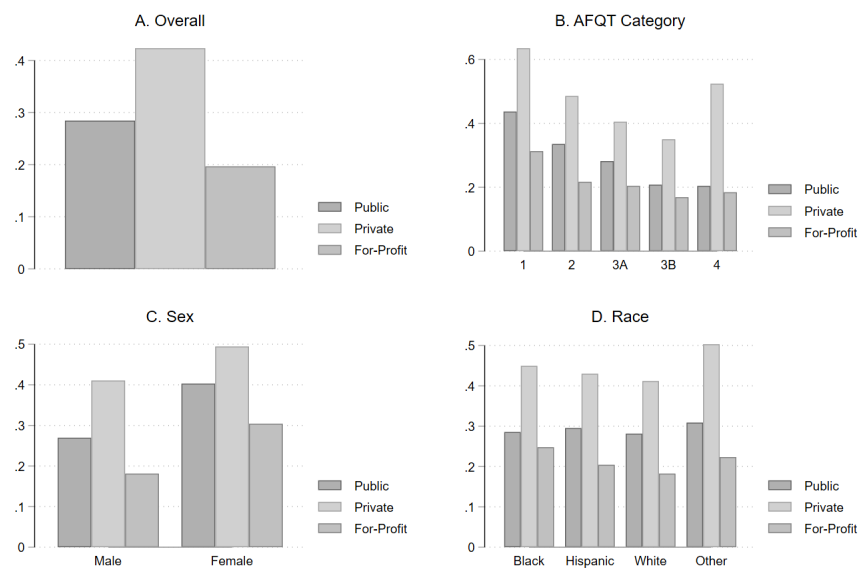 A. Overall
.4
.3
.2
.1
0
Public
Private
For-Profit
B. AFQT Category
.6
.4
.2
0
1 2 3A 3B 4
Public
Private
For-Profit
C. Sex
.5
.4
.3
.2
.1
0
Male Female
Public
Private
For-Profit
D. Race
.5
.4
.3
.2
.1
0
Black Hispanic White Other
Public
Private
For-Profit